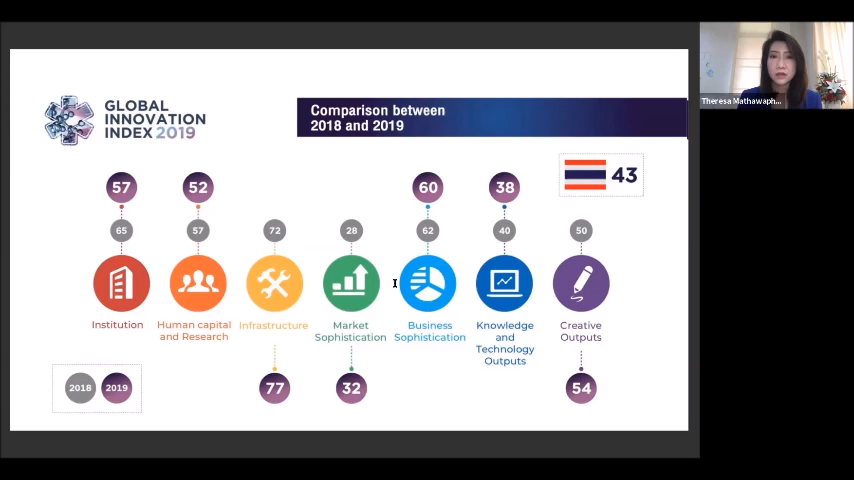 GLOBAL
INNOVATION
INDEX 2019
Comparison between
2018 and 2019
43
57
52
60
38
65
57
72
28
62
40
50
Institution
Human capital
and Research
Infrastructure
Market
Sophistication
Business
Sophistication
Knowledge
and
Technology
Outputs
Creative
Outputs
77
32
54
2018
2019
Theresa Mathawaph...